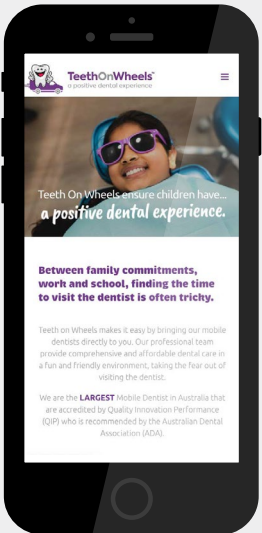 TeethOnWheels
a positive dental experience
Teeth On Wheels ensure children have...
a positive dental experience.
Between family commitments,
work and school, finding the time
to visit the dentist is often tricky.
Teeth on Wheels makes it easy by bringing our mobile
dentists directly to you. Our professional team
provide comprehensive and affordable dental care in
a fun and friendly environment, taking the fear out of
visiting the dentist.
We are the LARGEST Mobile Dentist in Australia that
are accredited by Quality Innovation Performance
(QIP) who is recommended by the Australian Dental
Association (ADA).